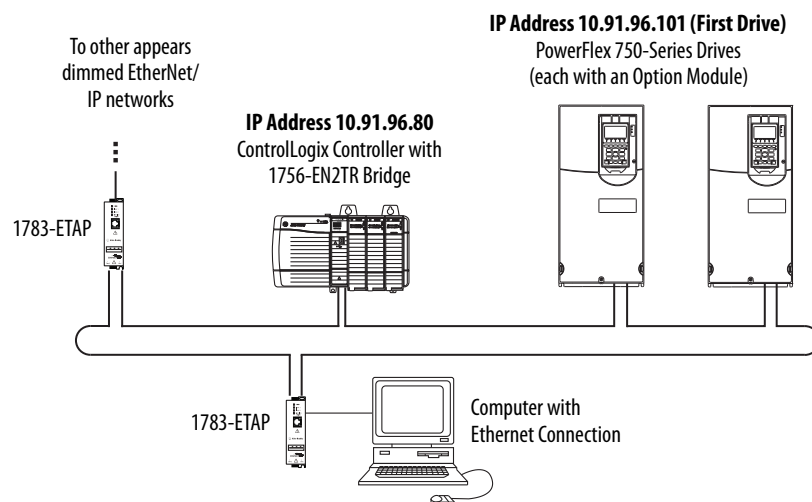 IP Address 10.91.96.101 (First Drive)
PowerFlex 750-Series Drives
(each with an Option Module)
To other appears
dimmed EtherNet/
IP networks
IP Address 10.91.96.80
ControlLogix Controller with
1756-EN2TR Bridge
1783-ETAP
1783-ETAP
Computer with
Ethernet Connection